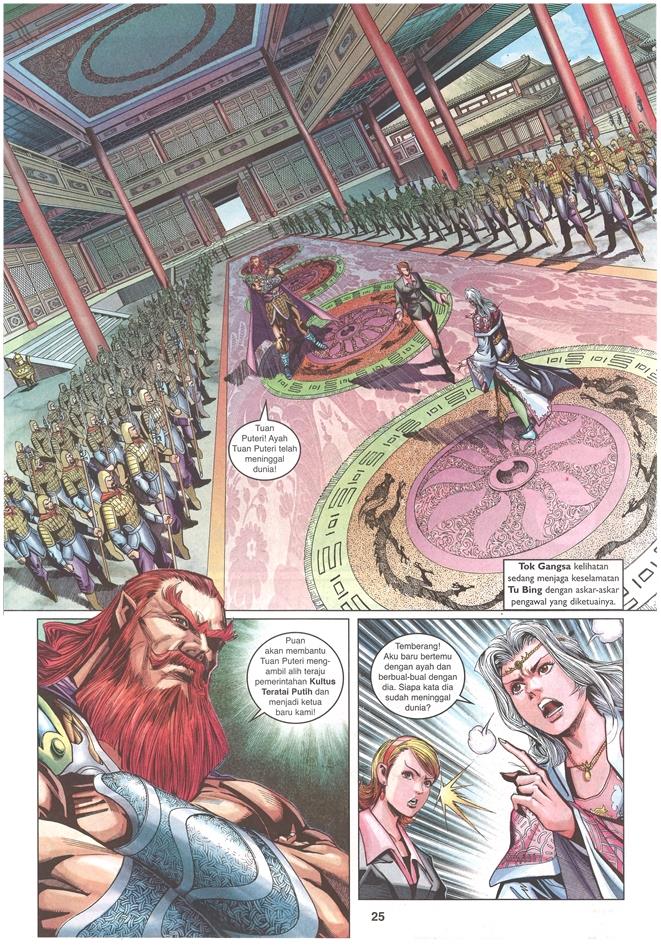 Tuan
Puteri! Ayah
Tuan Puteri telah
meninggal
dunia!
Tok Gangsa kelihatan
sedang menjaga keselamatan
Tu Bing dengan askar-askar
pengawal yang diketuainya.
Puan
akan membantu
Tuan Puteri meng-
ambil alih teraju
pemerintahan Kultus
Teratai Putih dan
menjadi ketua
baru kami!
Temberang!
Aku baru bertemu
dengan ayah dan
berbual-bual dengan
dia. Siapa kata dia
sudah meninggal
dunia?
25